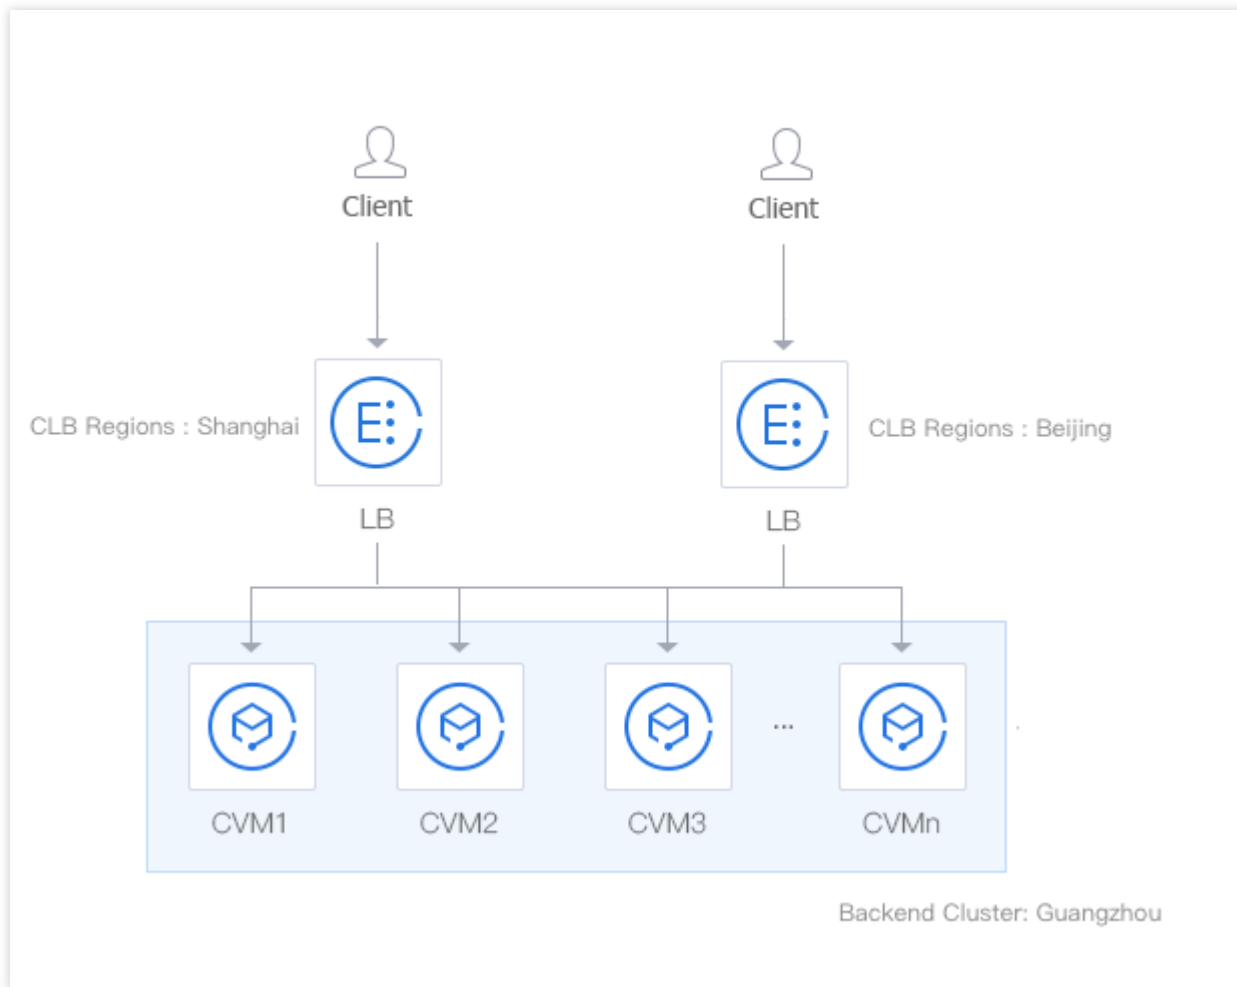 Client
Client
CLB Regions : Shanghai
CLB Regions : Beijing
LB
LB
...
CVM1
CVM2
CVM3
CVMn
Backend Cluster: Guangzhou